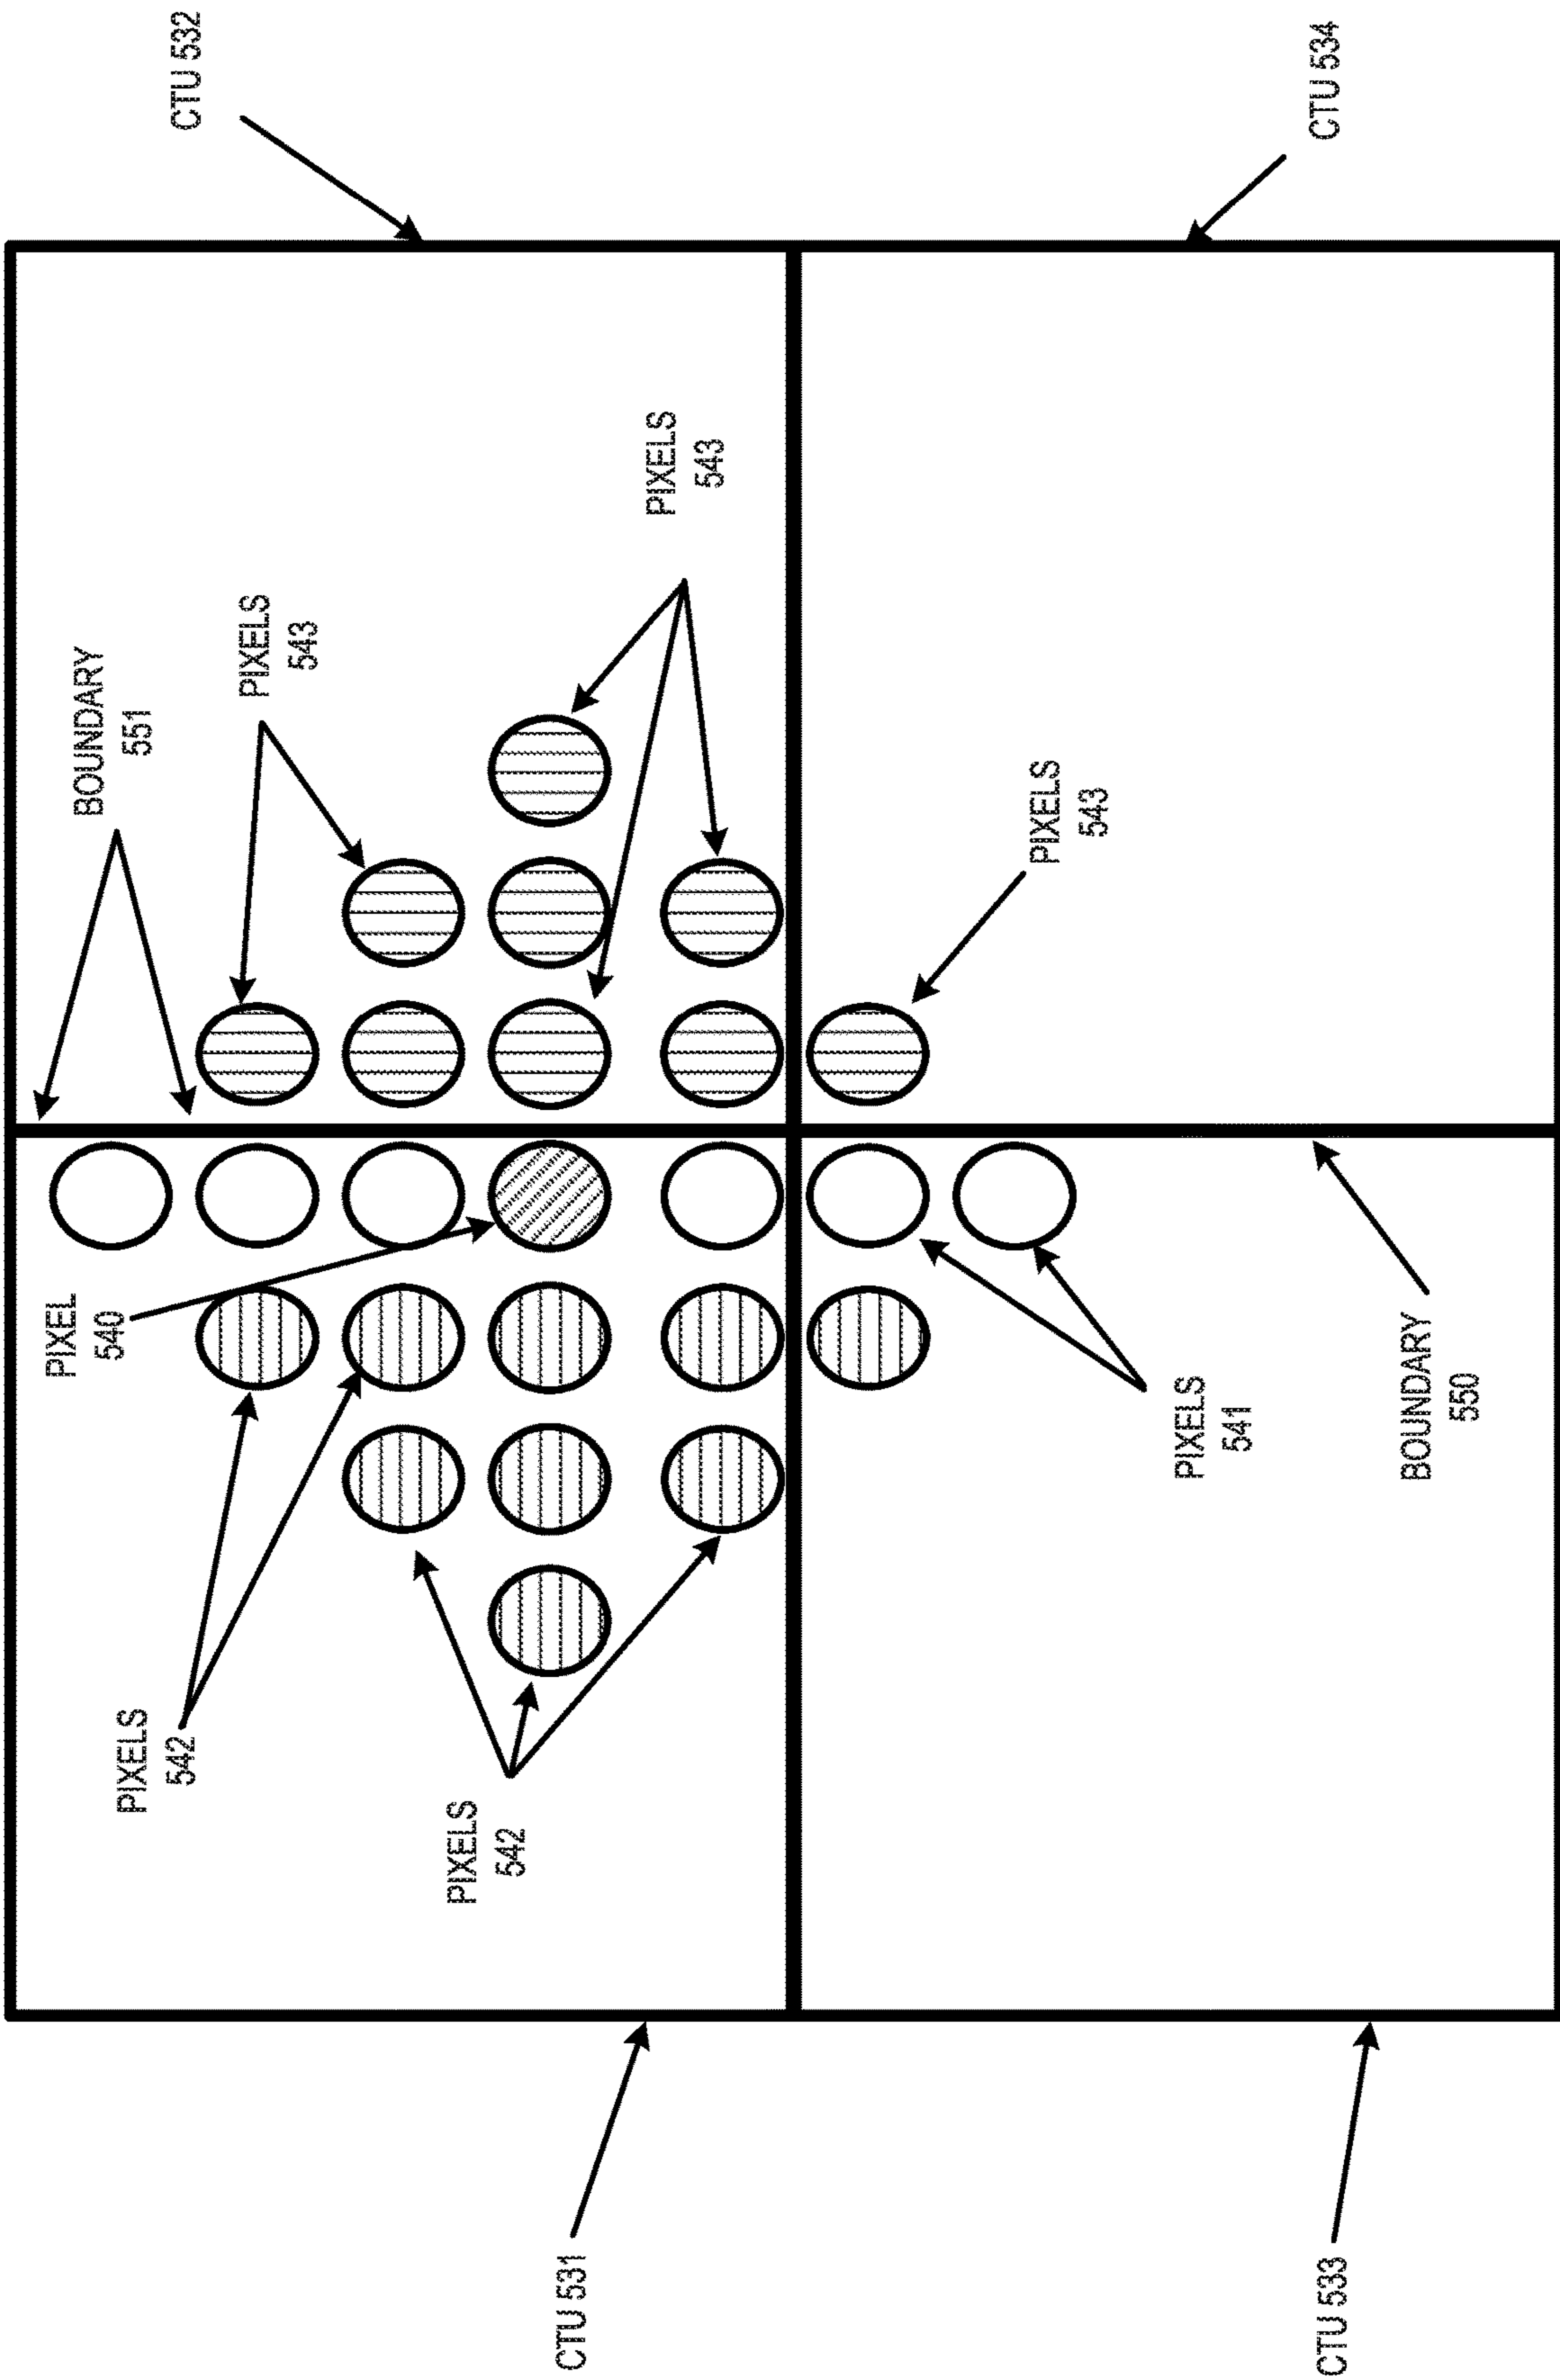 PIXEL
540
BOUNDARY
551
PIXELS
542
CTU 532
PIXELS
543
PIXELS
542
CTU 531
PIXELS
543
PIXELS
543
PIXELS
541
CTU 533
CTU 534
BOUNDARY
550